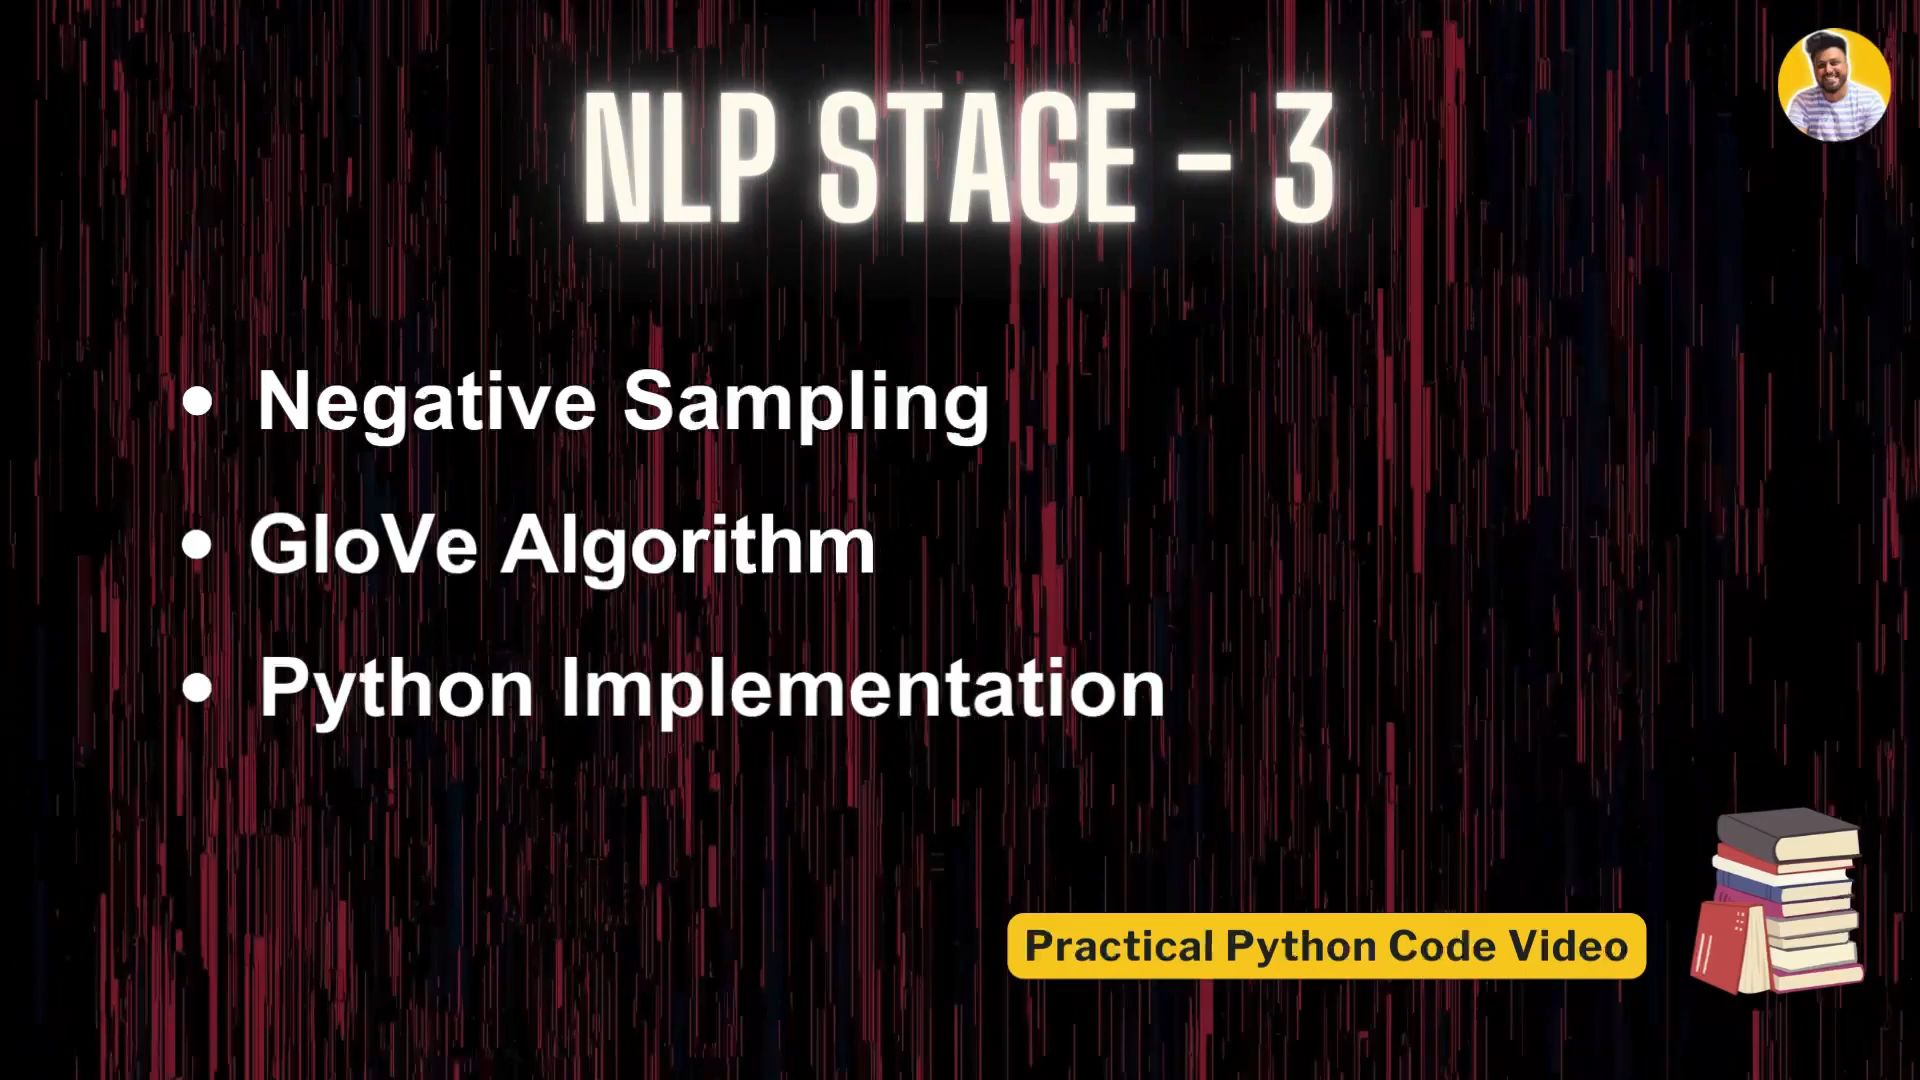 NLP STAGE - 3
• Negative Sampling
• GloVe Algorithm
• Python Implementation
Practical Python Code Video